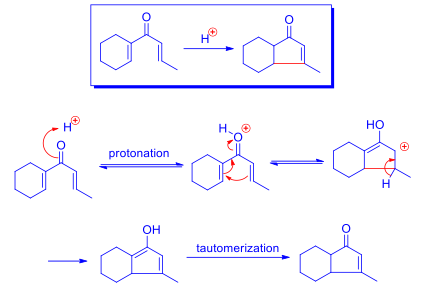 O
O
H⊕
H⊕
O
protonation
H
O⊕
HO
⊕
H
OH
tautomerization
O